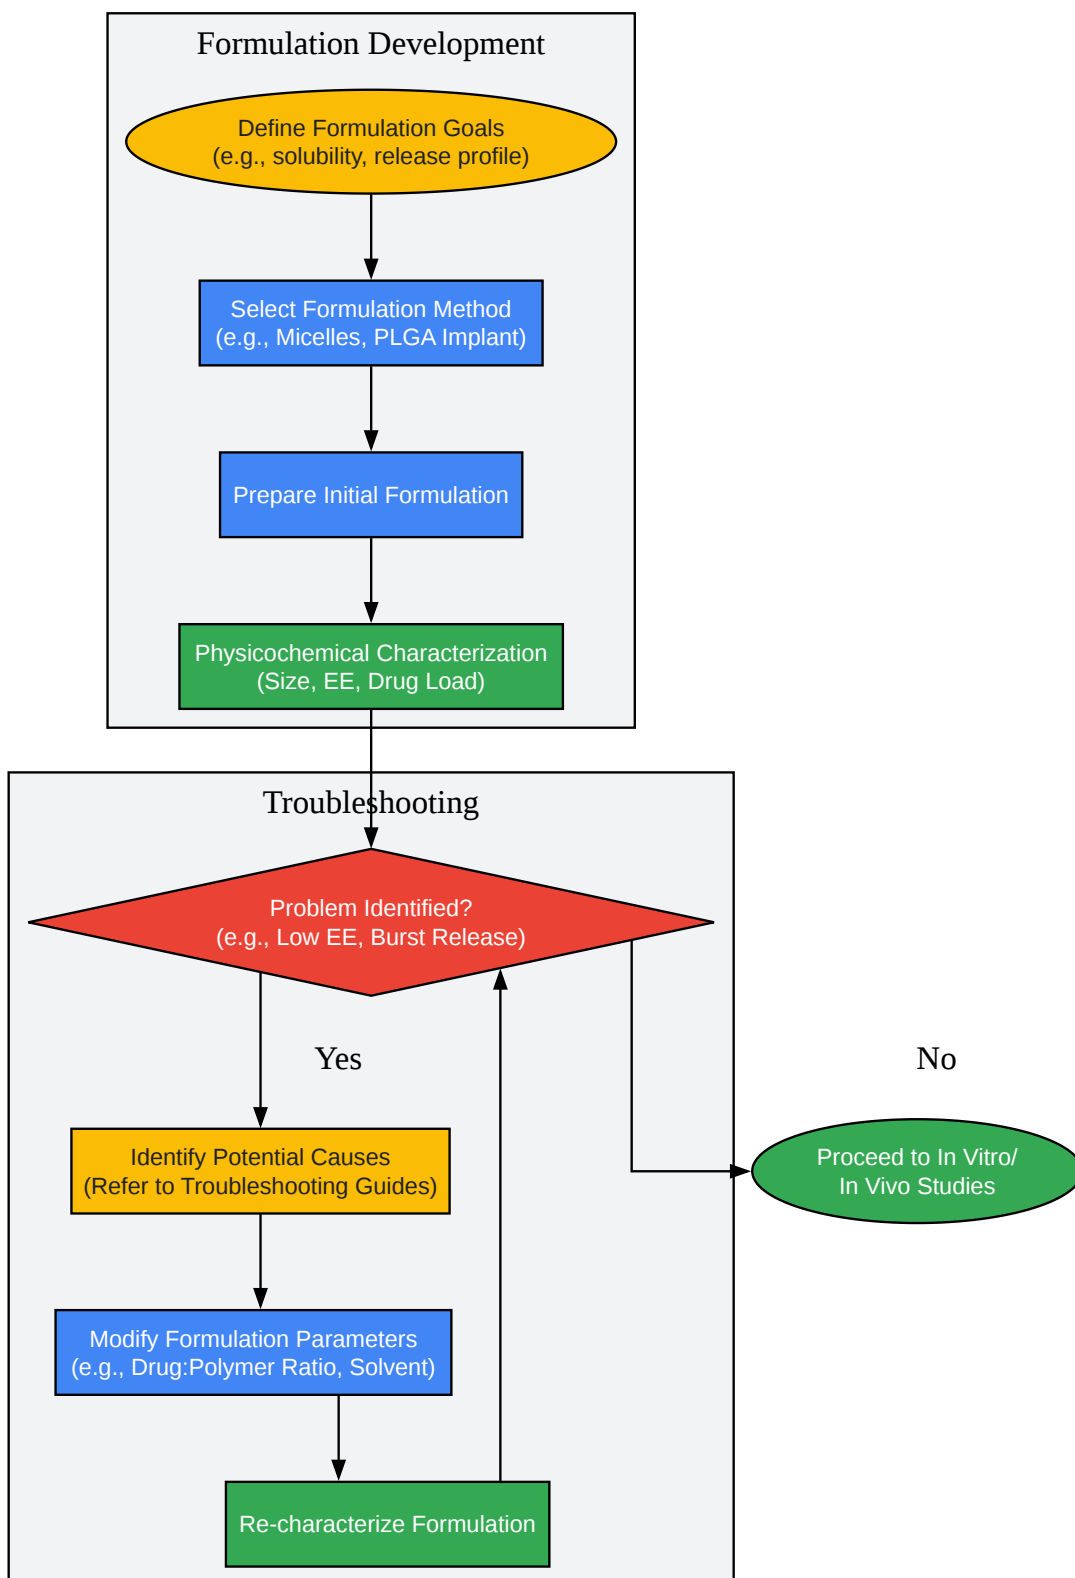 Formulation Development
Define Formulation Goals
(e.g., solubility, release profile)
Select Formulation Method
(e.g., Micelles, PLGA Implant)
Prepare Initial Formulation
Physicochemical Characterization
(Size, EE, Drug Load)
Troubleshooting
Problem Identified?
(e.g., Low EE, Burst Release)
Yes
No
Identify Potential Causes
(Refer to Troubleshooting Guides)
Proceed to In Vitro/
In Vivo Studies
Modify Formulation Parameters
(e.g., Drug:Polymer Ratio, Solvent)
Re-characterize Formulation